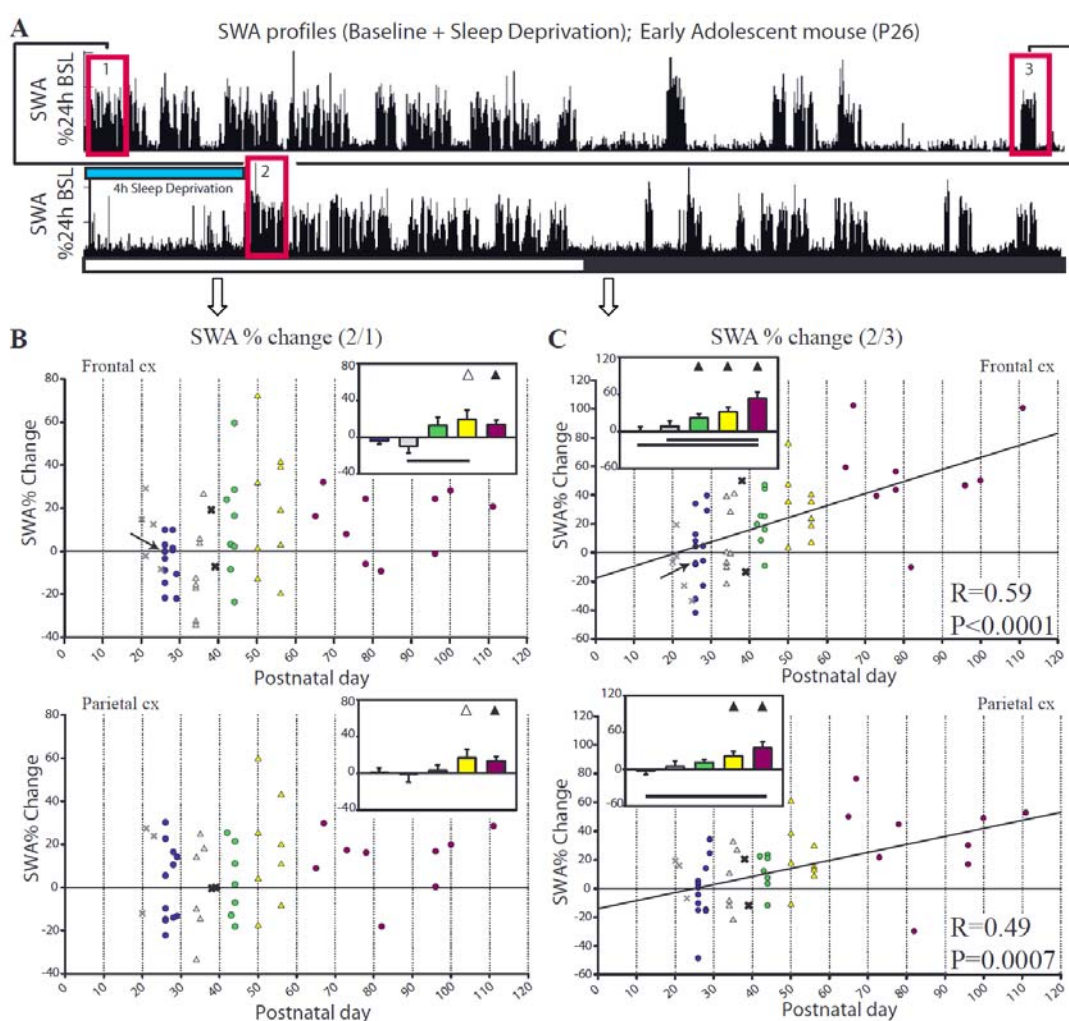 A
SWA profiles (Baseline + Sleep Deprivation); Early Adolescent mouse (P26)
SWA
%24h BSL
1
3
SWA
%24h BSL
4h Sleep Deprivation
2
B
SWA % change (2/1)
Frontal cx
SWA% Change
80
60
40
20
0
-20
-40
80
40
0
-40
0 10 20 30 40 50 60 70 80 90 100 110 120
Postnatal day
Parietal cx
SWA% Change
80
60
40
20
0
-20
-40
80
40
0
-40
0 10 20 30 40 50 60 70 80 90 100 110 120
Postnatal day
C
SWA % change (2/3)
Frontal cx
SWA% Change
120
100
80
60
40
20
0
-20
-40
-60
120
60
0
-60
R=0.59
P<0.0001
0 10 20 30 40 50 60 70 80 90 100 110 120
Postnatal day
Parietal cx
SWA% Change
120
100
80
60
40
20
0
-20
-40
-60
120
60
0
-60
R=0.49
P=0.0007
0 10 20 30 40 50 60 70 80 90 100 110 120
Postnatal day